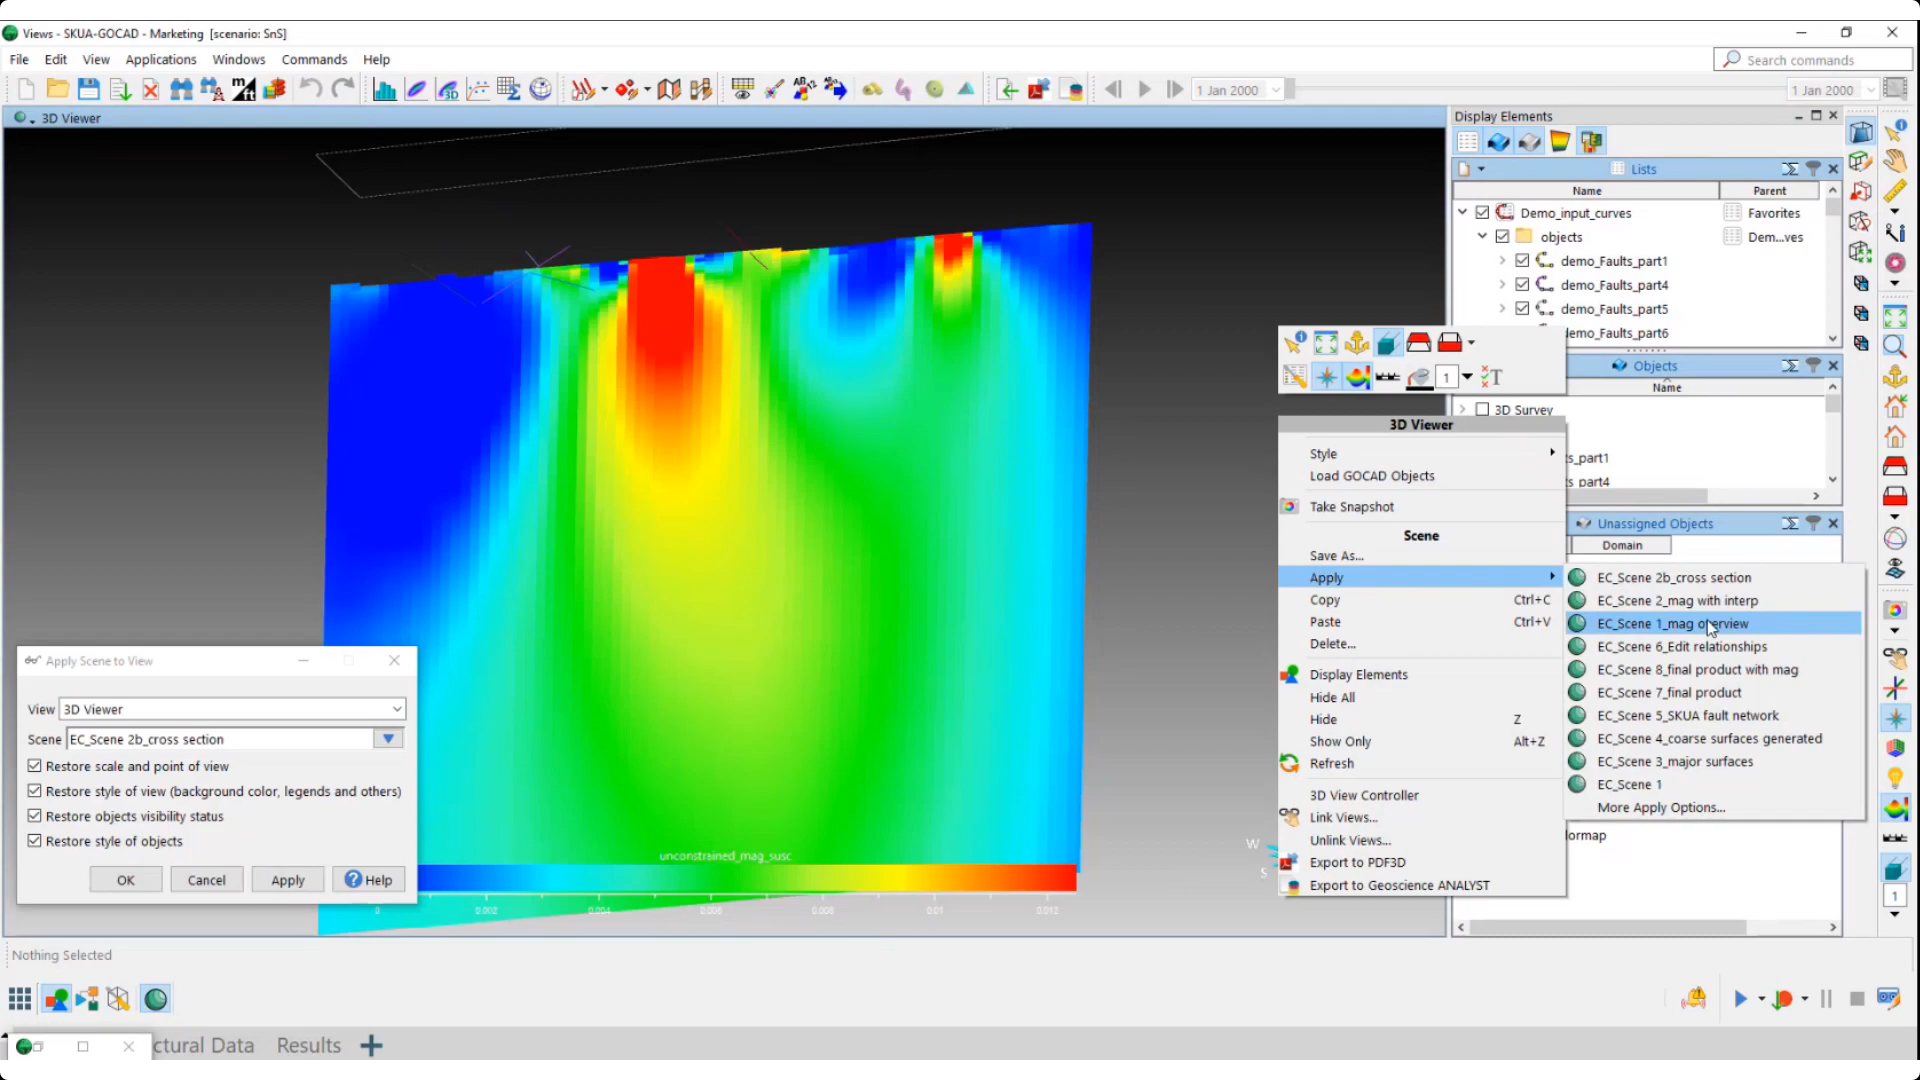 Views - SKUA-GOCAD - Marketing [scenario: SnS]
File Edit View Applications Windows Commands Help
Search commands
1 Jan 2000
1 Jan 2000
3D Viewer
Display Elements
Lists
Name Parent
Demo_input_curves Favorites
objects Dem...ves
demo_Faults_part1
demo_Faults_part4
demo_Faults_part5
demo_Faults_part6
Objects
Name
3D Survey
ts_part1
ts_part4
Unassigned Objects
Domain
1
3D Viewer
Style
Load GOCAD Objects
Take Snapshot
Scene
Save As...
Apply
Copy Ctrl+C
Paste Ctrl+V
Delete...
Display Elements
Hide All
Hide Z
Show Only Alt+Z
Refresh
3D View Controller
Link Views...
Unlink Views...
Export to PDF3D
Export to Geoscience ANALYST
EC_Scene 2b_cross section
EC_Scene 2_mag with interp
EC_Scene 1_mag overview
EC_Scene 6_Edit relationships
EC_Scene 8_final product with mag
EC_Scene 7_final product
EC_Scene 5_SKUA fault network
EC_Scene 4_coarse surfaces generated
EC_Scene 3_major surfaces
EC_Scene 1
More Apply Options...
lormap
1
Apply Scene to View
View 3D Viewer
Scene EC_Scene 2b_cross section
Restore scale and point of view
Restore style of view (background color, legends and others)
Restore objects visibility status
Restore style of objects
OK Cancel Apply Help
unconstrained_mag_susc
0 0.002 0.004 0.006 0.008 0.01 0.012
W
S
Nothing Selected
ctural Data Results